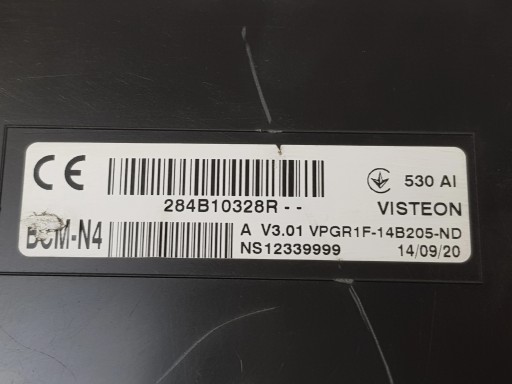 CE
530 AI
284B10328R--
VISTEON
BCM-N4
A V3.01 VPGR1F-14B205-ND
NS12339999
14/09/20